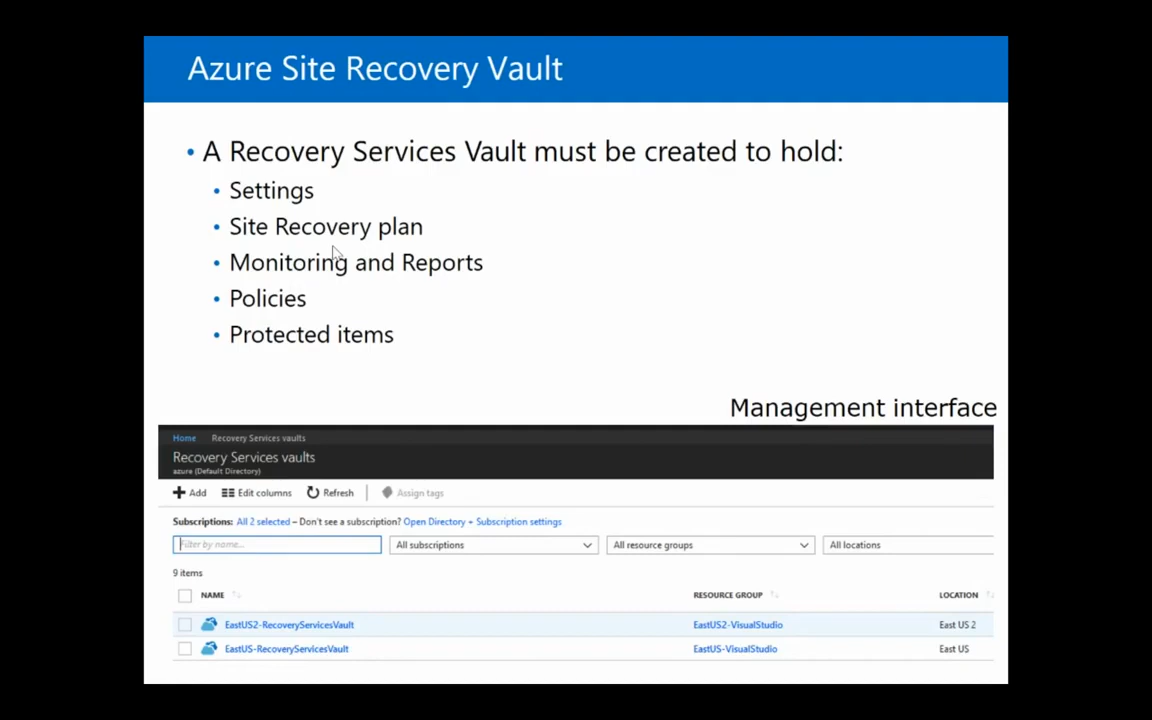 Azure Site Recovery Vault
• A Recovery Services Vault must be created to hold:
• Settings
• Site Recovery plan
• Monitoring and Reports
• Policies
• Protected items
Management interface
Home Recovery Services vaults
Recovery Services vaults
azure (Default Directory)
Add Edit columns Refresh Assign tags
Subscriptions: All 2 selected – Don't see a subscription? Open Directory + Subscription settings
Filter by name... All subscriptions All resource groups All locations
9 items
NAME RESOURCE GROUP LOCATION
EastUS2-RecoveryServicesVault EastUS2-VisualStudio East US 2
EastUS-RecoveryServicesVault EastUS-VisualStudio East US